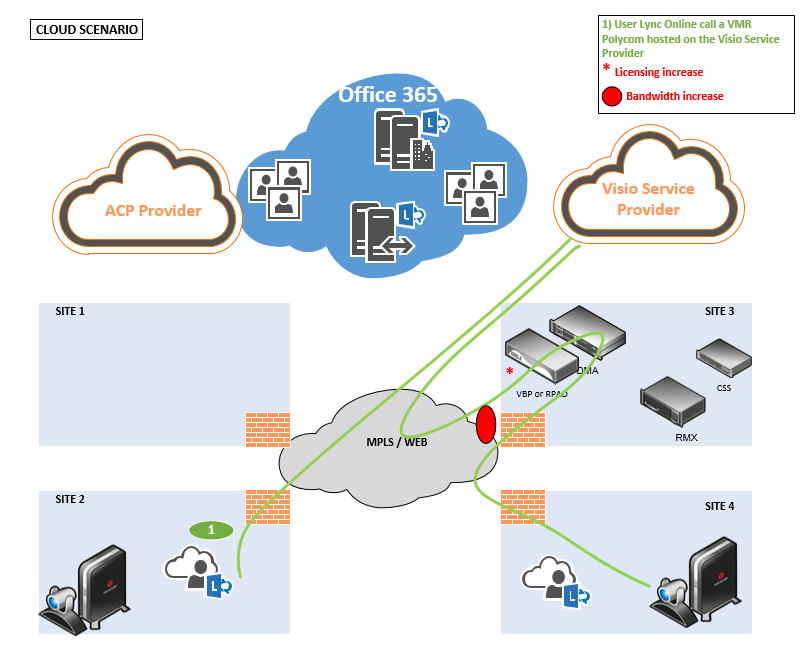 CLOUD SCENARIO
1) User Lync Online call a VMR
Polycom hosted on the Visio Service
Provider
* Licensing increase
Bandwidth increase
Office 365
L
ACP Provider
Visio Service
Provider
L
SITE 1
SITE 3
*
DMA
VBP or RPAD
CSS
RMX
MPLS / WEB
SITE 2
SITE 4
1
L
L